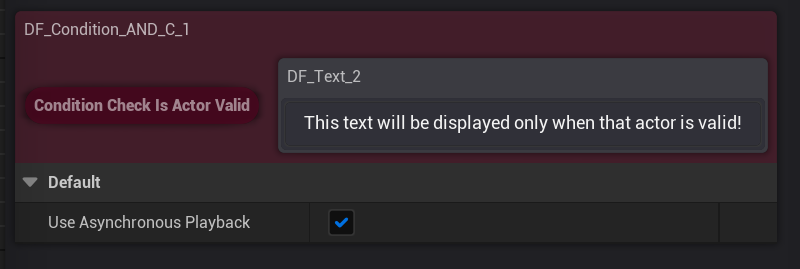 DF_Condition_AND_C_1
Condition Check Is Actor Valid
DF_Text_2
This text will be displayed only when that actor is valid!
Default
Use Asynchronous Playback